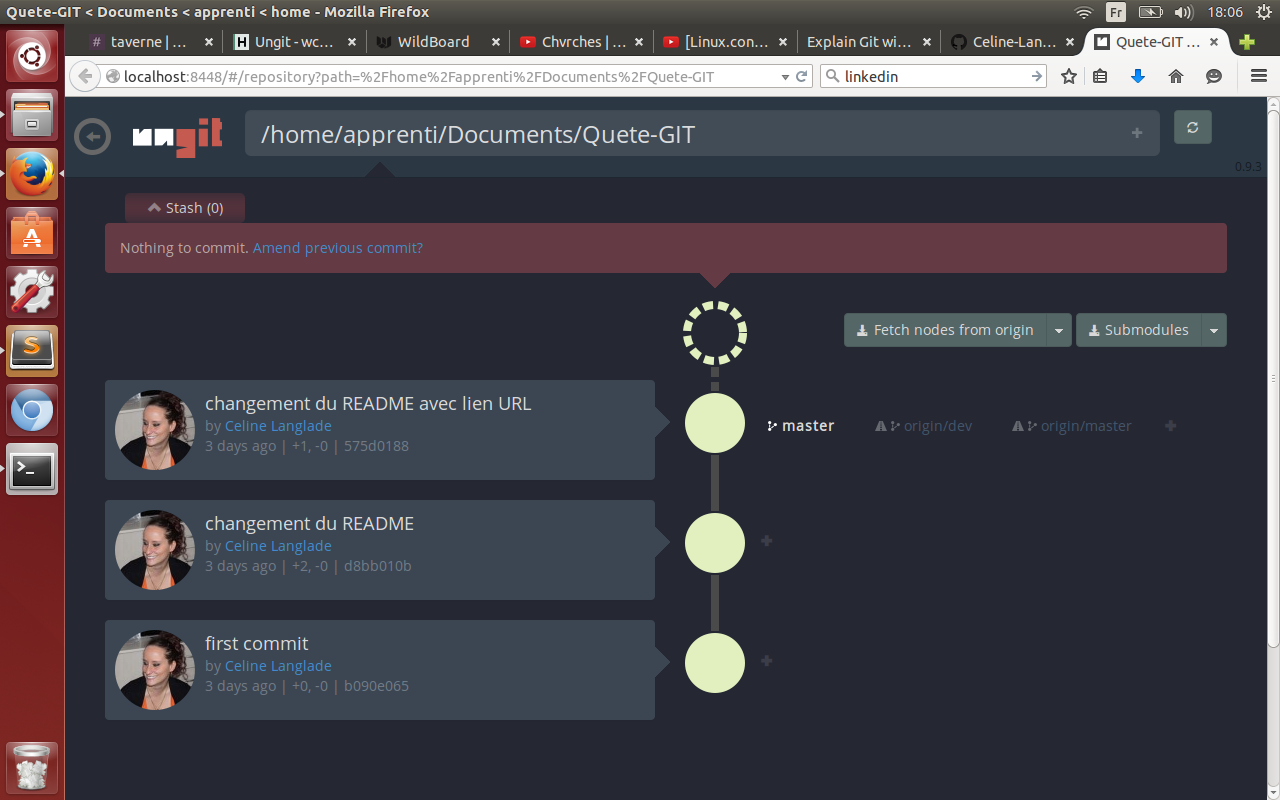 Quete-GIT < Documents < apprenti < home - Mozilla Firefox
Fr
18:06
# taverne | ...
H Ungit - wc...
WildBoard
Chvrches | ...
[Linux.con...
Explain Git wi...
Celine-Lan...
Quete-GIT ...
localhost:8448/#/repository?path=%2Fhome%2Fapprenti%2FDocuments%2FQuete-GIT
linkedin
ungit
/home/apprenti/Documents/Quete-GIT
0.9.3
Stash (0)
Nothing to commit. Amend previous commit?
Fetch nodes from origin
Submodules
changement du README avec lien URL
by Celine Langlade
3 days ago | +1, -0 | 575d0188
master
origin/dev
origin/master
changement du README
by Celine Langlade
3 days ago | +2, -0 | d8bb010b
first commit
by Celine Langlade
3 days ago | +0, -0 | b090e065